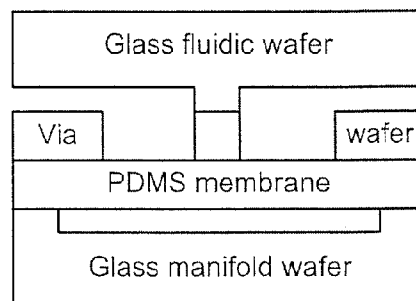 Glass fluidic wafer
Via wafer
PDMS membrane
Glass manifold wafer